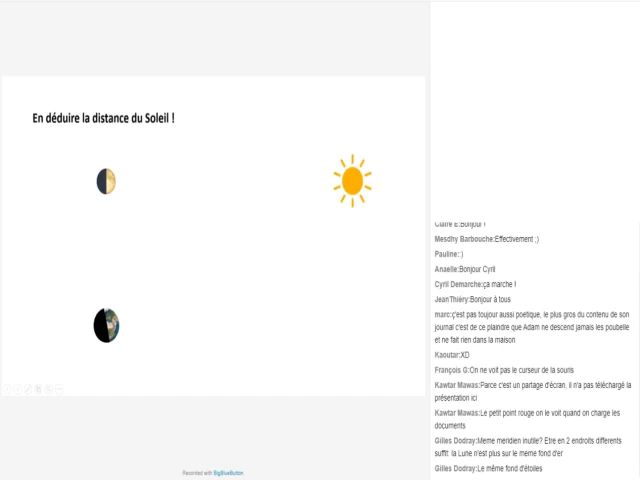 En déduire la distance du Soleil !
Claire E:Bonjour !
Mesdhy Barbouche:Effectivement ;)
Pauline::)
Anaelle:Bonjour Cyril
Cyril Demarche:ça marche !
JeanThiéry:Bonjour à tous
marc:ç'est pas toujour aussi poetique, le plus gros du contenu de son
journal c'est de ce plaindre que Adam ne descend jamais les poubelle
et ne fait rien dans la maison
Kaoutar:XD
François G:On ne voit pas le curseur de la souris
Kawtar Mawas:Parce c'est un partage d'écran, il n'a pas téléchargé la
présentation ici
Kawtar Mawas:Le petit point rouge on le voit quand on charge les
documents
Gilles Dodray:Meme meridien inutile? Etre en 2 endroits differents
suffit: la Lune n'est plus sur le meme fond d'er
Gilles Dodray:Le même fond d'étoiles
Recorded with BigBlueButton.